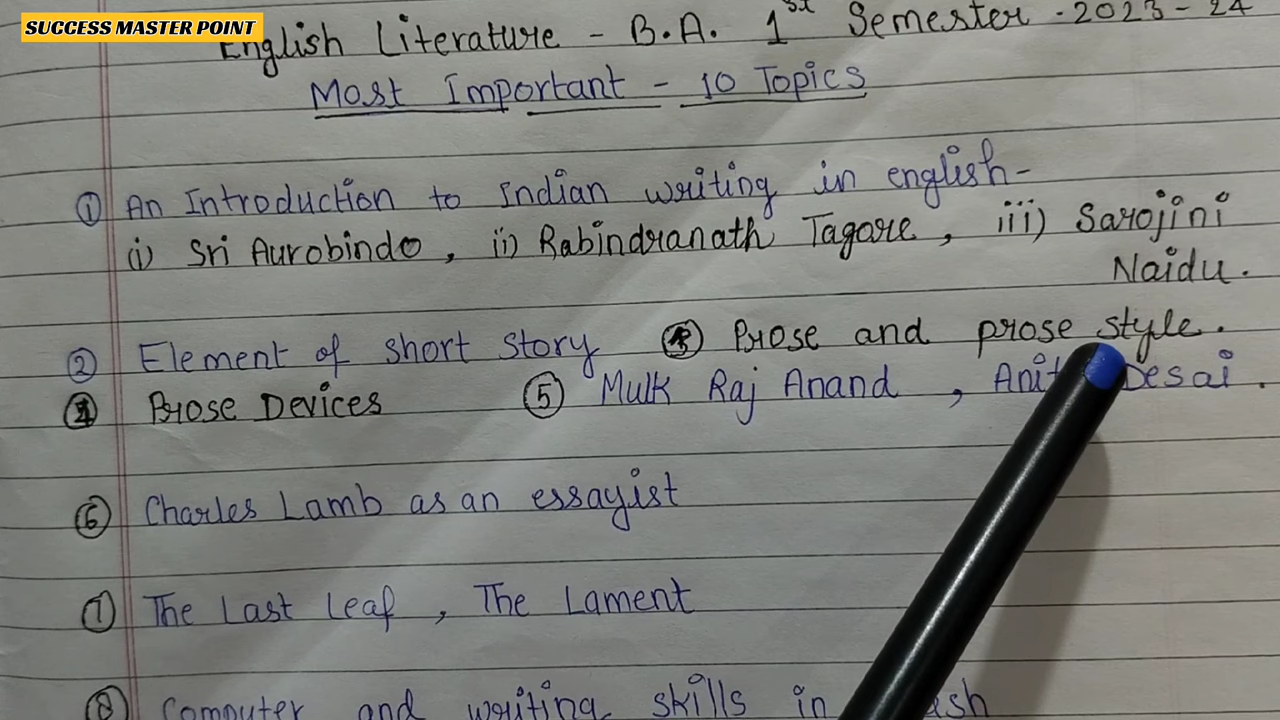 SUCCESS MASTER POINT
English Literature - B.A. 1st Semester - 2023-24
Most Important - 10 Topics
① An Introduction to Indian writing in english-
(i) Sri Aurobindo, ii) Rabindranath Tagore, iii) Sarojini
Naidu.
② Element of short story Prose and prose style.
Prose Devices ⑤ Mulk Raj Anand, Desai.
⑥ Charles Lamb as an essayist
⑦ The Last leaf, The Lament
⑧ Computer and writing skills in